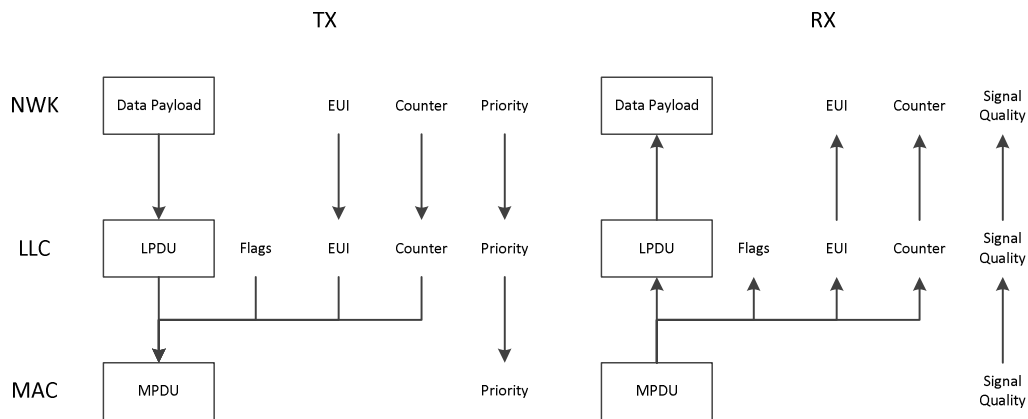 TX RX
NWK Data Payload EUI Counter Priority Data Payload EUI Counter Signal
Quality
LLC LPDU Flags EUI Counter Priority LPDU Flags EUI Counter Signal
Quality
MAC MPDU Priority MPDU Signal
Quality